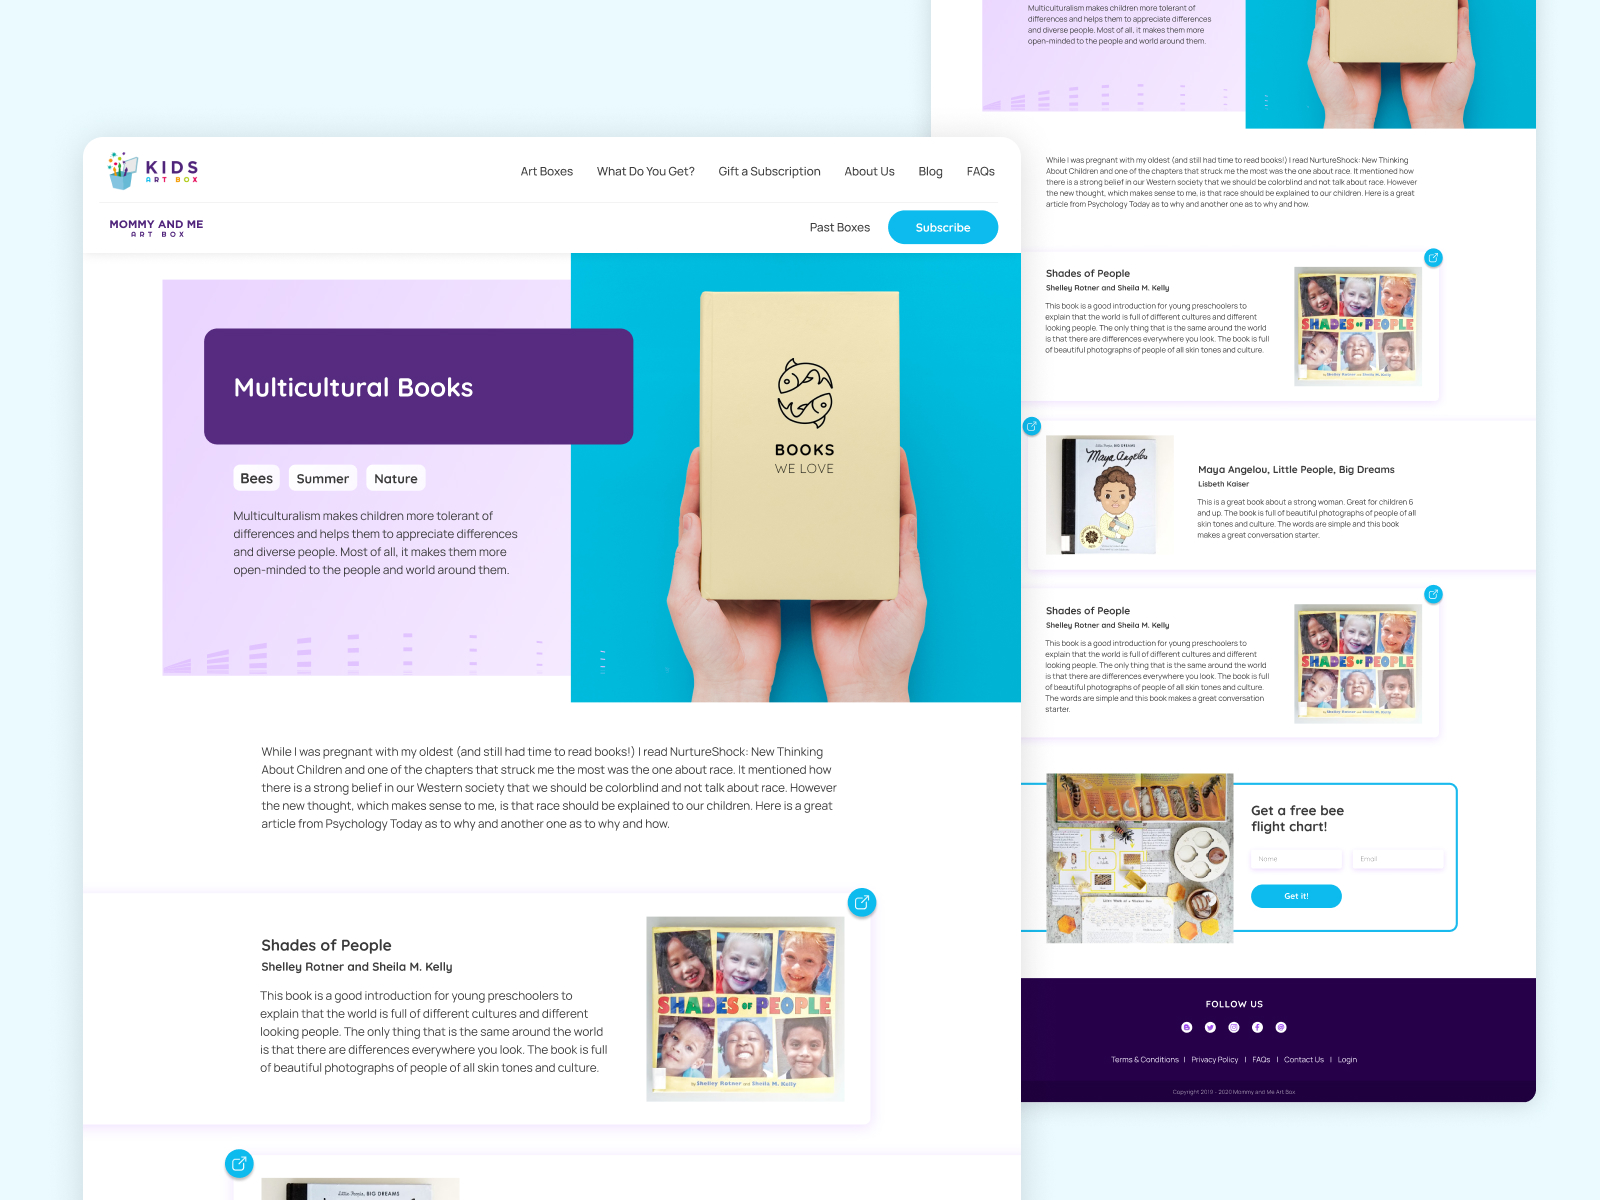 KIDS
ART BOX
Art Boxes
What Do You Get?
Gift a Subscription
About Us
Blog
FAQs
MOMMY AND ME
ART BOX
Past Boxes
Subscribe
Multicultural Books
Bees
Summer
Nature
Multiculturalism makes children more tolerant of
differences and helps them to appreciate differences
and diverse people. Most of all, it makes them more
open-minded to the people and world around them.
BOOKS
WE LOVE
While I was pregnant with my oldest (and still had time to read books!) I read NurtureShock: New Thinking
About Children and one of the chapters that struck me the most was the one about race. It mentioned how
there is a strong belief in our Western society that we should be colorblind and not talk about race. However
the new thought, which makes sense to me, is that race should be explained to our children. Here is a great
article from Psychology Today as to why and another one as to why and how.
Shades of People
Shelley Rotner and Sheila M. Kelly
This book is a good introduction for young preschoolers to
explain that the world is full of different cultures and different
looking people. The only thing that is the same around the world
is that there are differences everywhere you look. The book is full
of beautiful photographs of people of all skin tones and culture.
SHADES OF PEOPLE
by Shelley Rotner and Sheila M. Kelly
Little People, BIG DREAMS
Multiculturalism makes children more tolerant of
differences and helps them to appreciate differences
and diverse people. Most of all, it makes them more
open-minded to the people and world around them.
While I was pregnant with my oldest (and still had time to read books!) I read NurtureShock: New Thinking
About Children and one of the chapters that struck me the most was the one about race. It mentioned how
there is a strong belief in our Western society that we should be colorblind and not talk about race. However
the new thought, which makes sense to me, is that race should be explained to our children. Here is a great
article from Psychology Today as to why and another one as to why and how.
Shades of People
Shelley Rotner and Sheila M. Kelly
This book is a good introduction for young preschoolers to
explain that the world is full of different cultures and different
looking people. The only thing that is the same around the world
is that there are differences everywhere you look. The book is full
of beautiful photographs of people of all skin tones and culture.
SHADES OF PEOPLE
by Shelley Rotner and Sheila M. Kelly
Little People, BIG DREAMS
Maya Angelou
Maya Angelou, Little People, Big Dreams
Lisbeth Kaiser
This is a great book about a strong woman. Great for children 6
and up. The book is full of beautiful photographs of people of all
skin tones and culture. The words are simple and this book
makes a great conversation starter.
Shades of People
Shelley Rotner and Sheila M. Kelly
This book is a good introduction for young preschoolers to
explain that the world is full of different cultures and different
looking people. The only thing that is the same around the world
is that there are differences everywhere you look. The book is full
of beautiful photographs of people of all skin tones and culture.
The words are simple and this book makes a great conversation
starter.
SHADES OF PEOPLE
by Shelley Rotner and Sheila M. Kelly
Get a free bee
flight chart!
Name
Email
Get it!
FOLLOW US
Terms & Conditions | Privacy Policy | FAQs | Contact Us | Login
Copyright 2019 - 2020 Mommy and Me Art Box